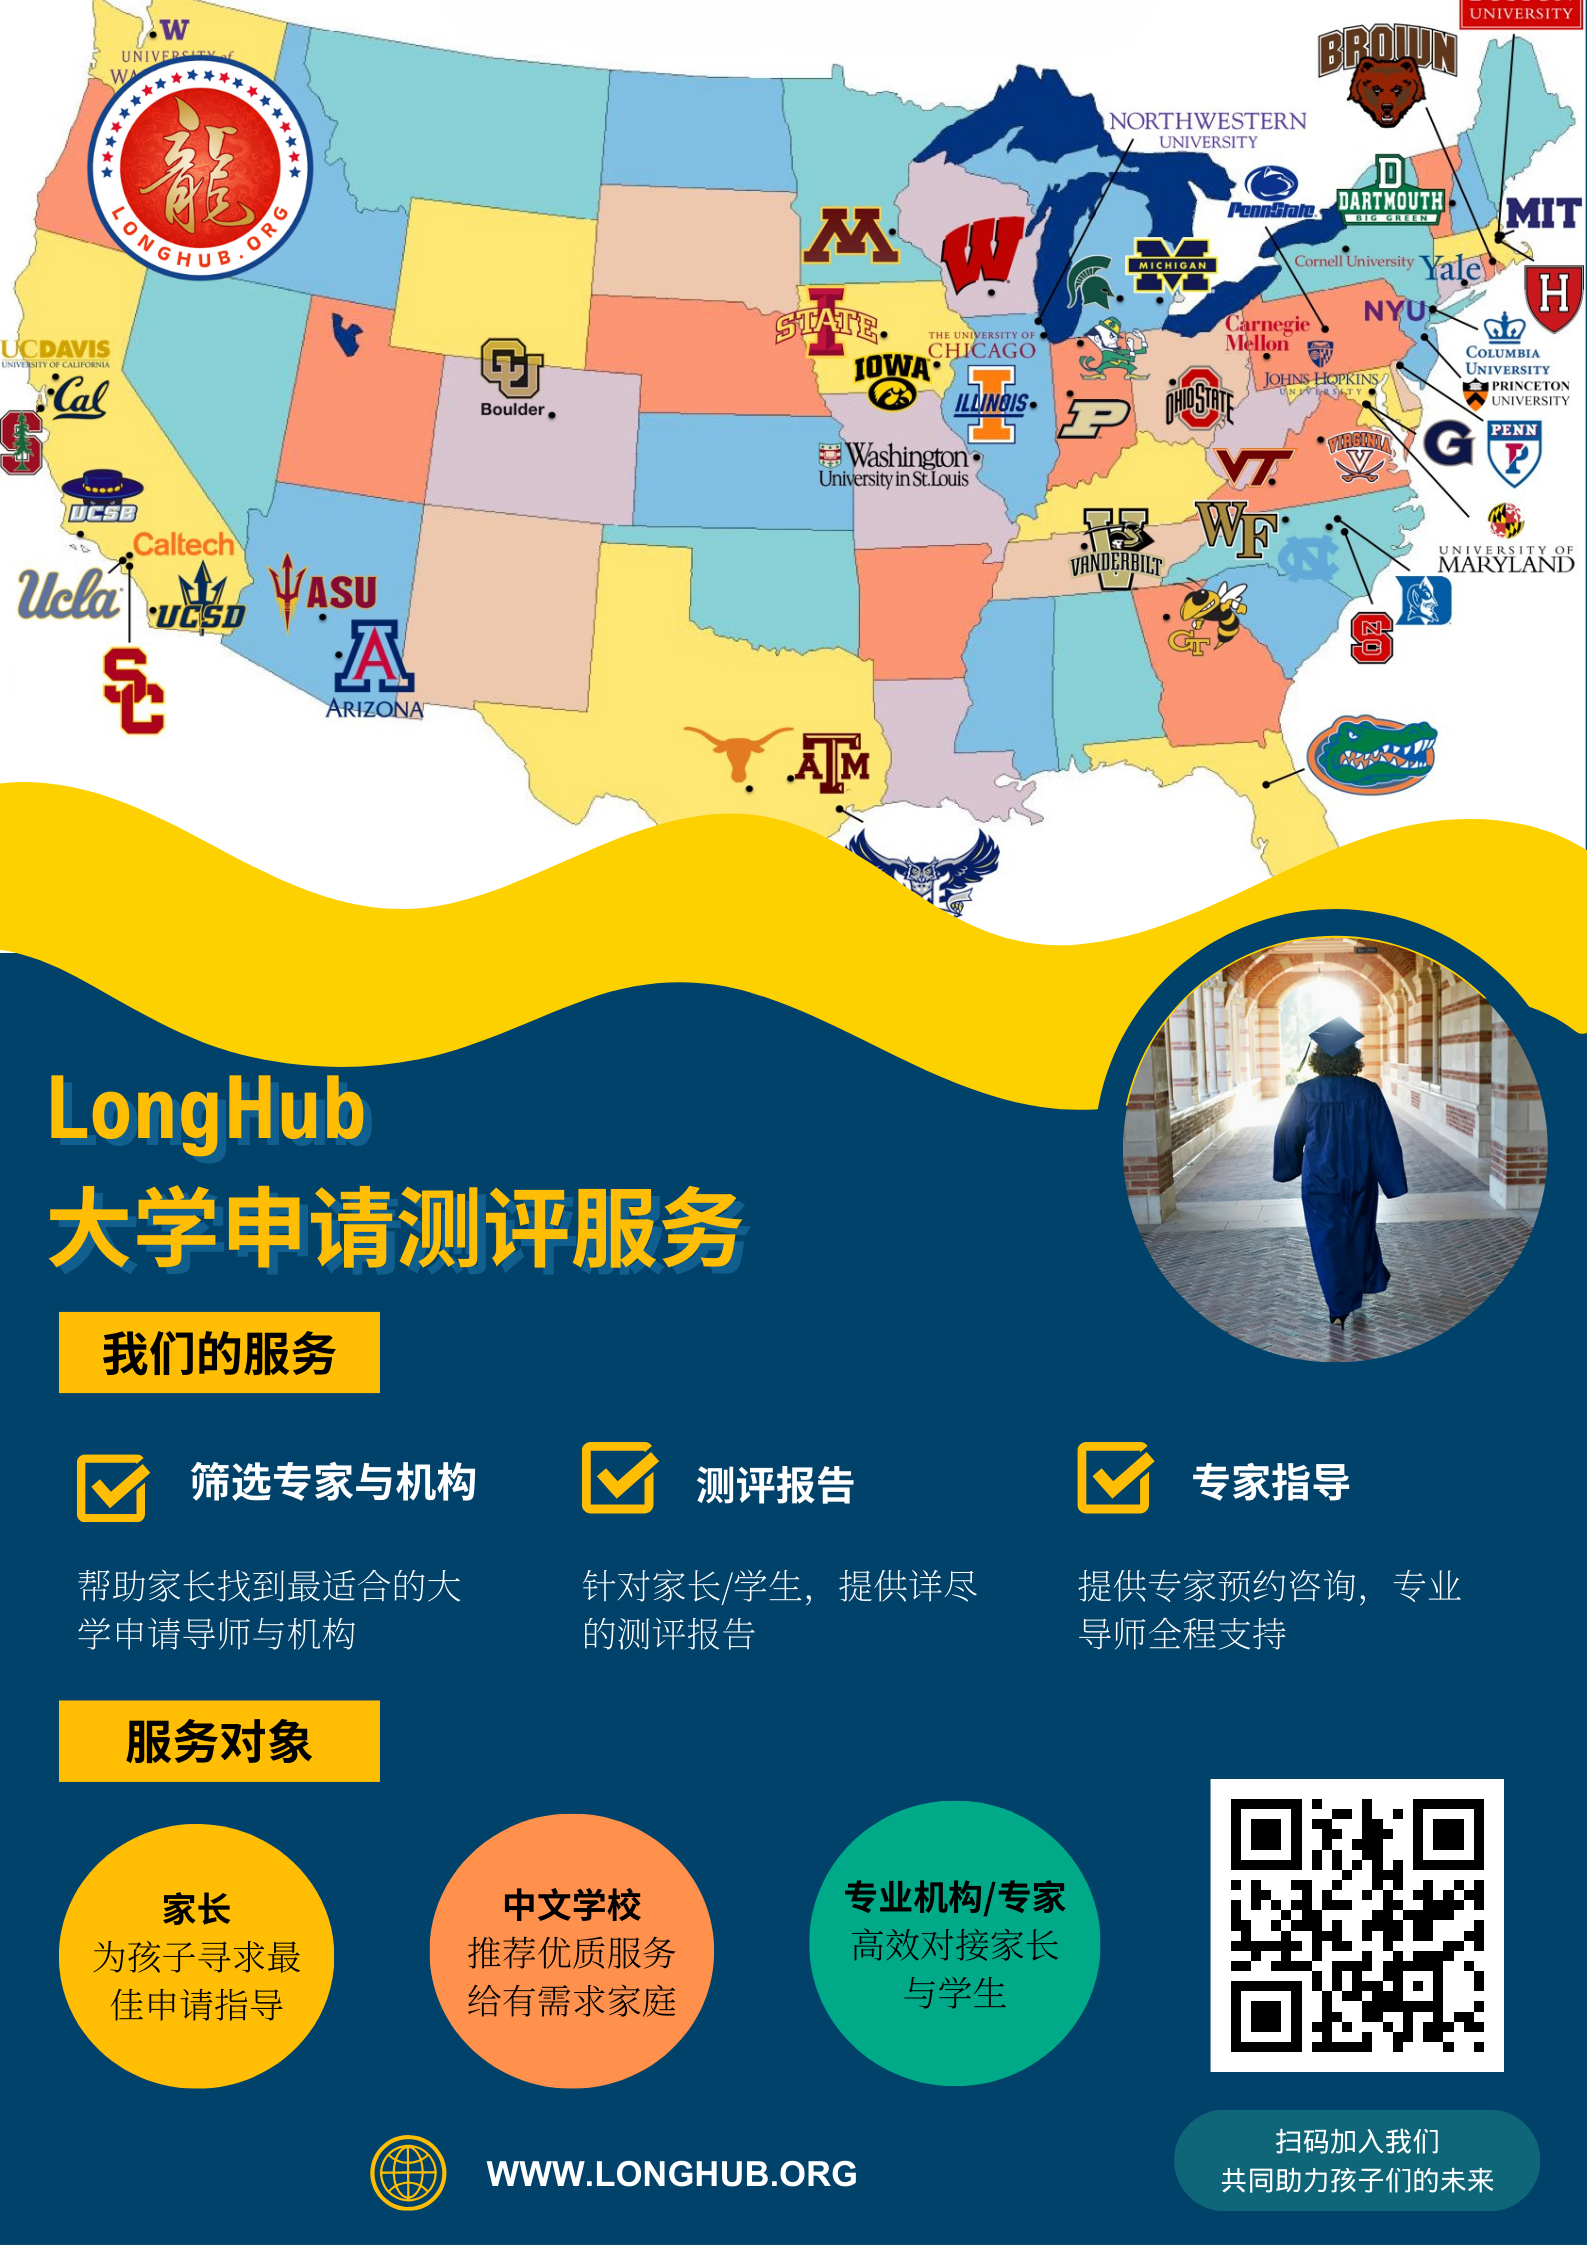 W
UNIVERSITY of
LONGHUB.ORG
龍
UNIVERSITY
BROWN
NORTHWESTERN
UNIVERSITY
PennState
D
DARTMOUTH
BIG GREEN
MIT
M
W
M
MICHIGAN
Cornell University
Yale
H
NYU
STATE
I
THE UNIVERSITY OF
CHICAGO
Carnegie
Mellon
COLUMBIA
UNIVERSITY
UCDAVIS
UNIVERSITY OF CALIFORNIA
Cal
S
CU
Boulder
IOWA
ILLINOIS
I
P
OHIO STATE
JOHNS HOPKINS
UNIVERSITY
PRINCETON
UNIVERSITY
Washington
University in St. Louis
VT
VIRGINIA
G
PENN
P
UCSB
Caltech
Ucla
UCSD
ASU
A
ARIZONA
SC
V
VANDERBILT
WF
NC
UNIVERSITY OF
MARYLAND
GT
D
NCS
ATM
LongHub
大学申请测评服务
我们的服务
筛选专家与机构
帮助家长找到最适合的大
学申请导师与机构
测评报告
针对家长/学生，提供详尽
的测评报告
专家指导
提供专家预约咨询，专业
导师全程支持
服务对象
家长
为孩子寻求最
佳申请指导
中文学校
推荐优质服务
给有需求家庭
专业机构/专家
高效对接家长
与学生
WWW.LONGHUB.ORG
扫码加入我们
共同助力孩子们的未来